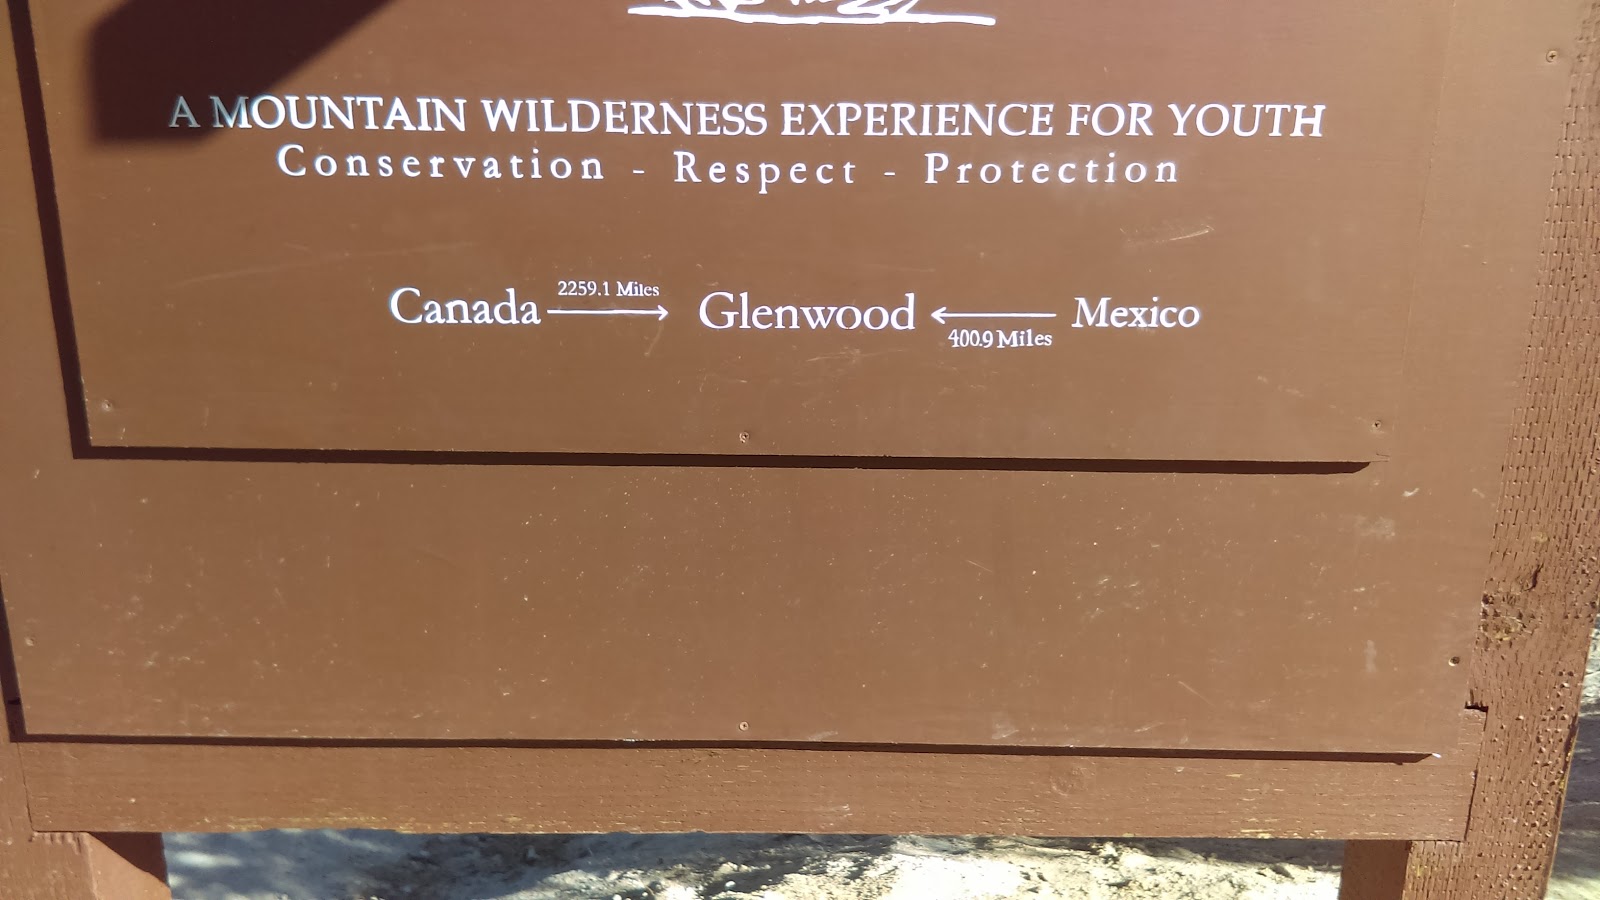 A MOUNTAIN WILDERNESS EXPERIENCE FOR YOUTH
Conservation - Respect - Protection
2259.1 Miles
Canada → Glenwood ← Mexico
400.9 Miles